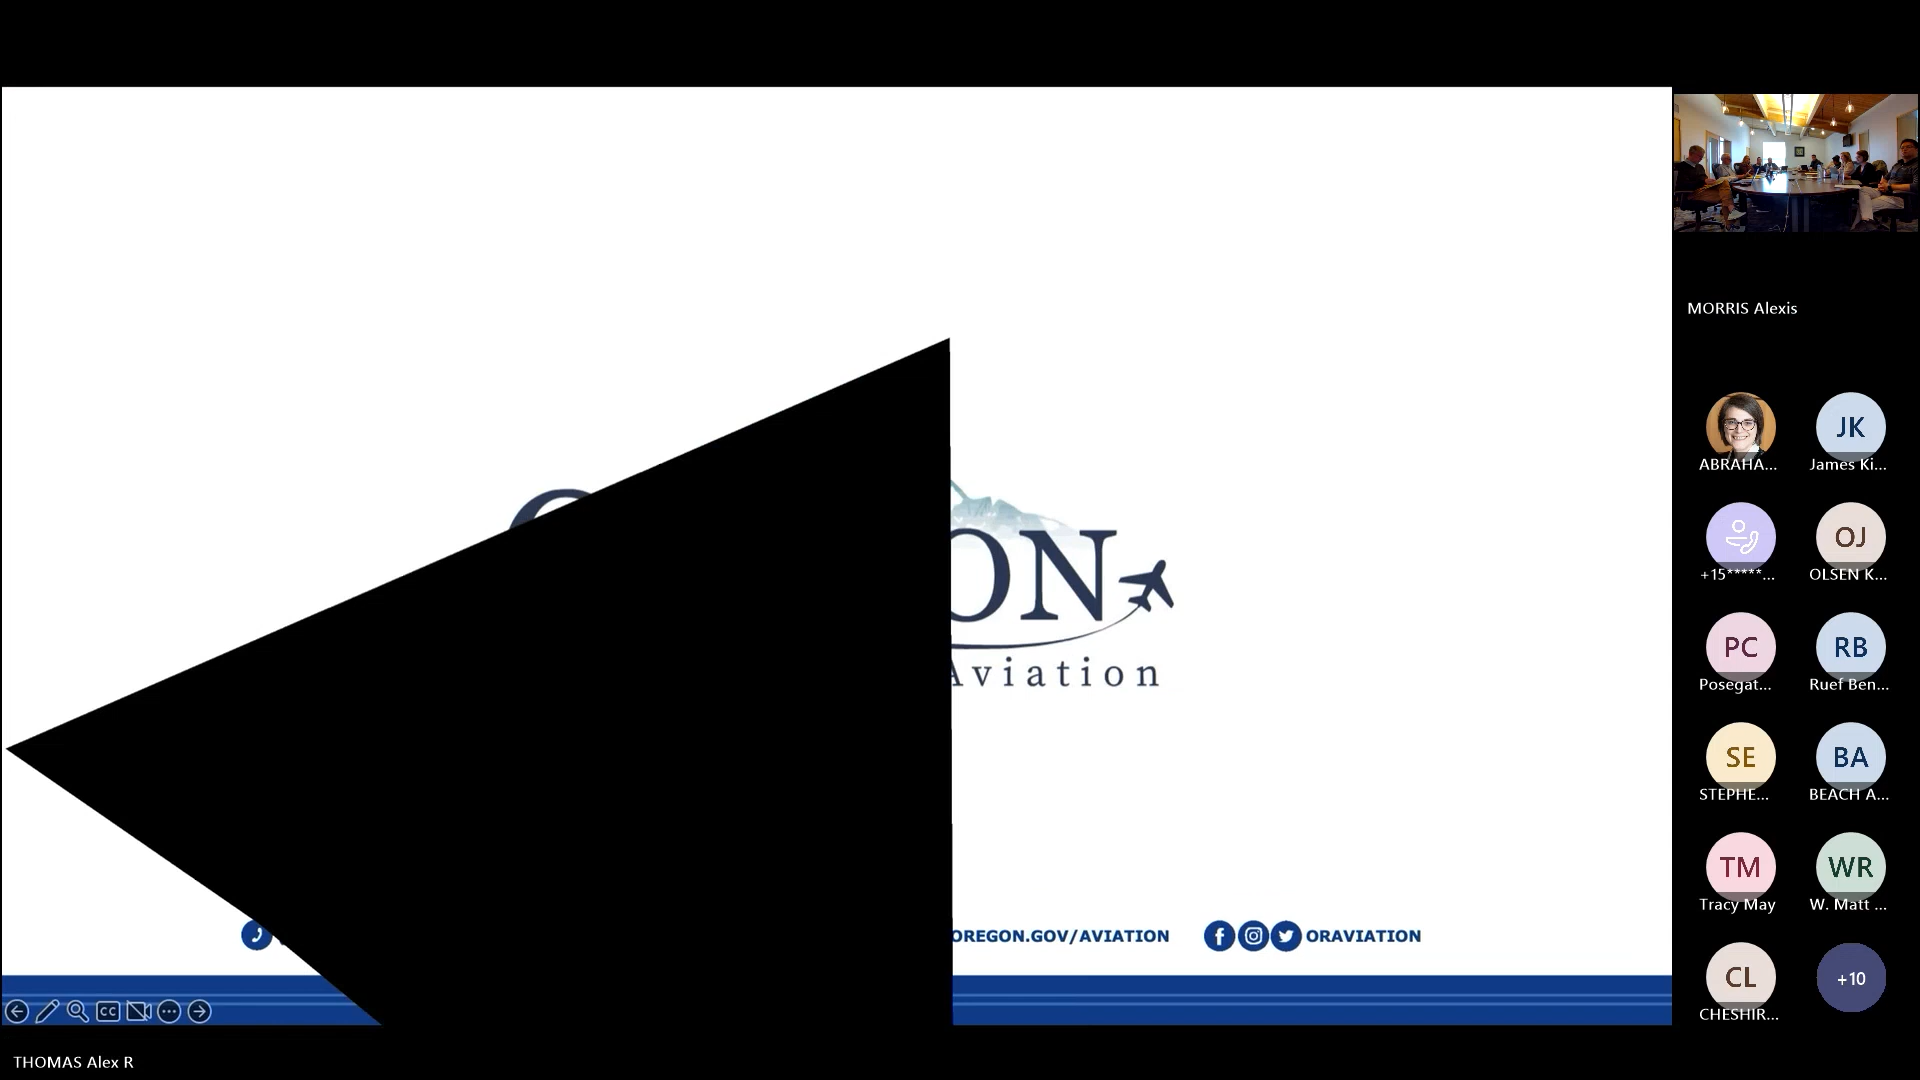 MORRIS Alexis
ABRAHA...
JK
James Ki...
+15*****...
OJ
OLSEN K...
PC
Posegat...
RB
Ruef Ben...
SE
STEPHE...
BA
BEACH A...
TM
Tracy May
WR
W. Matt ...
CL
CHESHIR...
+10
ON
Aviation
OREGON.GOV/AVIATION
ORAVIATION
CC
THOMAS Alex R